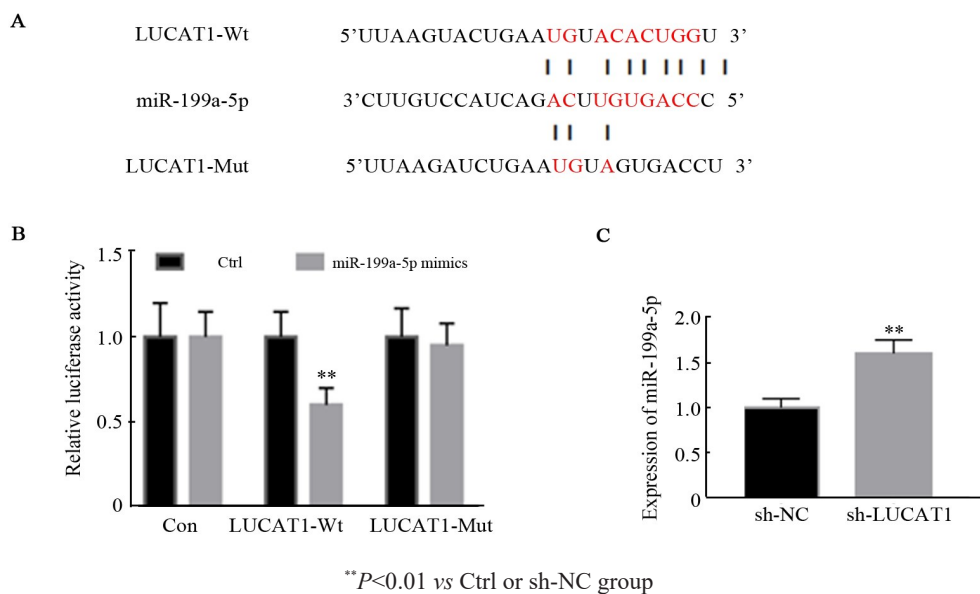 A
LUCAT1-Wt 5’UUAAGUACUGAAUGUACACUGGU 3’
miR-199a-5p 3’CUUGUCCAUCAGACUUGUGACCC 5’
LUCAT1-Mut 5’UUAAGAUCUGAAUGUAGUGACCU 3’
B
Relative luciferase activity
1.5
1.0
0.5
0
Ctrl
miR-199a-5p mimics
**
Con LUCAT1-Wt LUCAT1-Mut
C
Expression of miR-199a-5p
2.0
1.5
1.0
0.5
0
**
sh-NC sh-LUCAT1
**P<0.01 vs Ctrl or sh-NC group